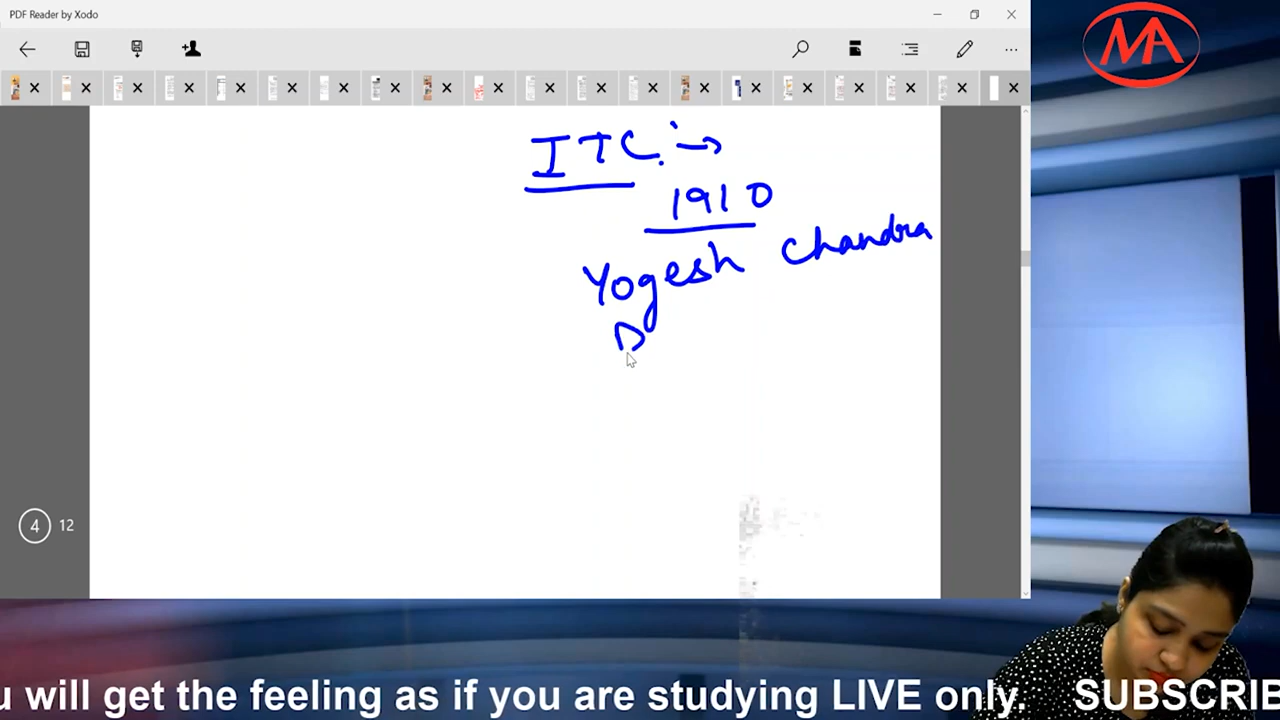 PDF Reader by Xodo
MA
ITC :→
1910
Yogesh Chandra
D
4 12
u will get the feeling as if you are studying LIVE only. SUBSCRIB